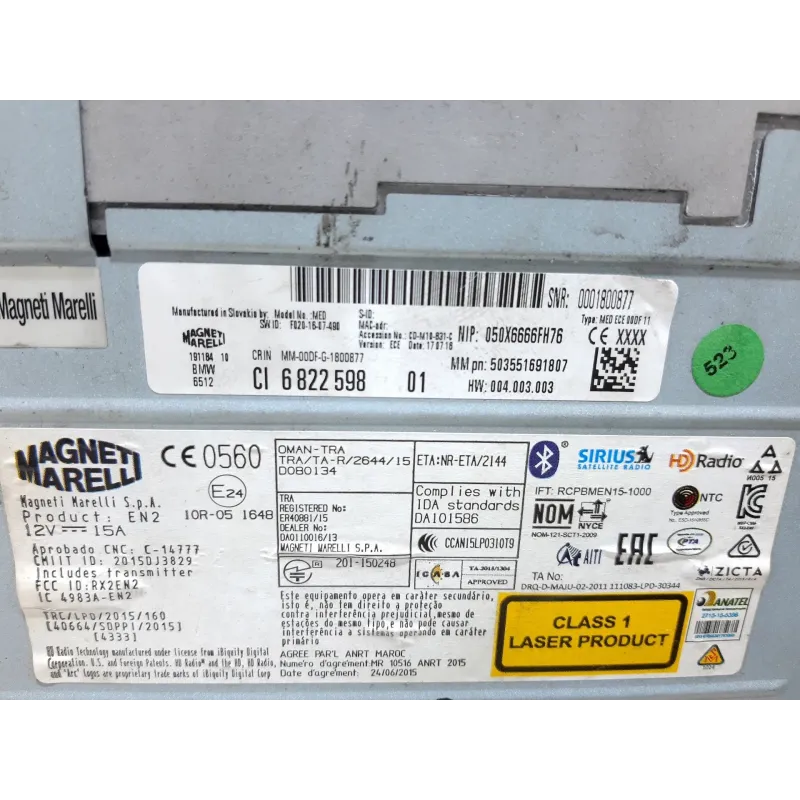 Magneti Marelli
SNR: 0001800877
Manufactured in Slovakia by: Model No.: MED
S-ID:
Type: MED ECE 00DF 11
SW ID: F020-16-07-490
MAC-adr:
Accession No.: CD-M10-B31-C
NIP: 050X6666FH76
CE XXXX
MAGNETI
MARELLI
Version: ECE Date: 17 07 18
191184 10
CRIN MM-00DF-G-1800877
MM pn: 503551691807
BMW
6512
CI 6 822 598 01
HW: 004.003.003
523
MAGNETI
MARELLI
CE 0560
E24
10R-05 1648
Magneti Marelli S.p.A.
Product: EN2
12V 15A
Aprobado CNC: C-14777
CMIIT ID: 2015DJ3829
Includes transmitter
FCC ID: RX2EN2
IC 4983A-EN2
TRC/LPD/2015/160
[40664/SDPPI/2015]
[4333]
HD Radio Technology manufactured under license from iBiquity Digital
Corporation. U.S. and Foreign Patents. HD Radio® and the HD, HD Radio,
and "Arc" logos are proprietary trademarks of iBiquity Digital Corp
OMAN-TRA
TRA/TA-R/2644/15
D080134
TRA
REGISTERED No:
ER40881/15
DEALER No:
DA0110016/13
MAGNETI MARELLI S.P.A.
R 201-150248
ETA:NR-ETA/2144
Complies with
IDA standards
DA101586
CCAN15LP0310T9
ICASA
TA-2015/1304
APPROVED
Este equipamento opera em caráter secundário,
isto é, não tem direito a proteção contra
interferência prejudicial, mesmo de
estações do mesmo tipo,e não pode causar
interferência a sistemas operando em caráter
primário
AGREE PAR'L ANRT MAROC
Numéro d'agrément:MR 10516 ANRT 2015
Date d'agrément: 24/06/2015
SIRIUS
SATELLITE RADIO
HD Radio
IFT: RCPBMEN15-1000
NOM
NYCE
NOM-121-SCT1-2009
NTC
Type Approved
AITI
EAC
TA No:
DRQ-D-MAJU-02-2011 111083-LPD-30344
ZICTA
ANATEL
CLASS 1
LASER PRODUCT